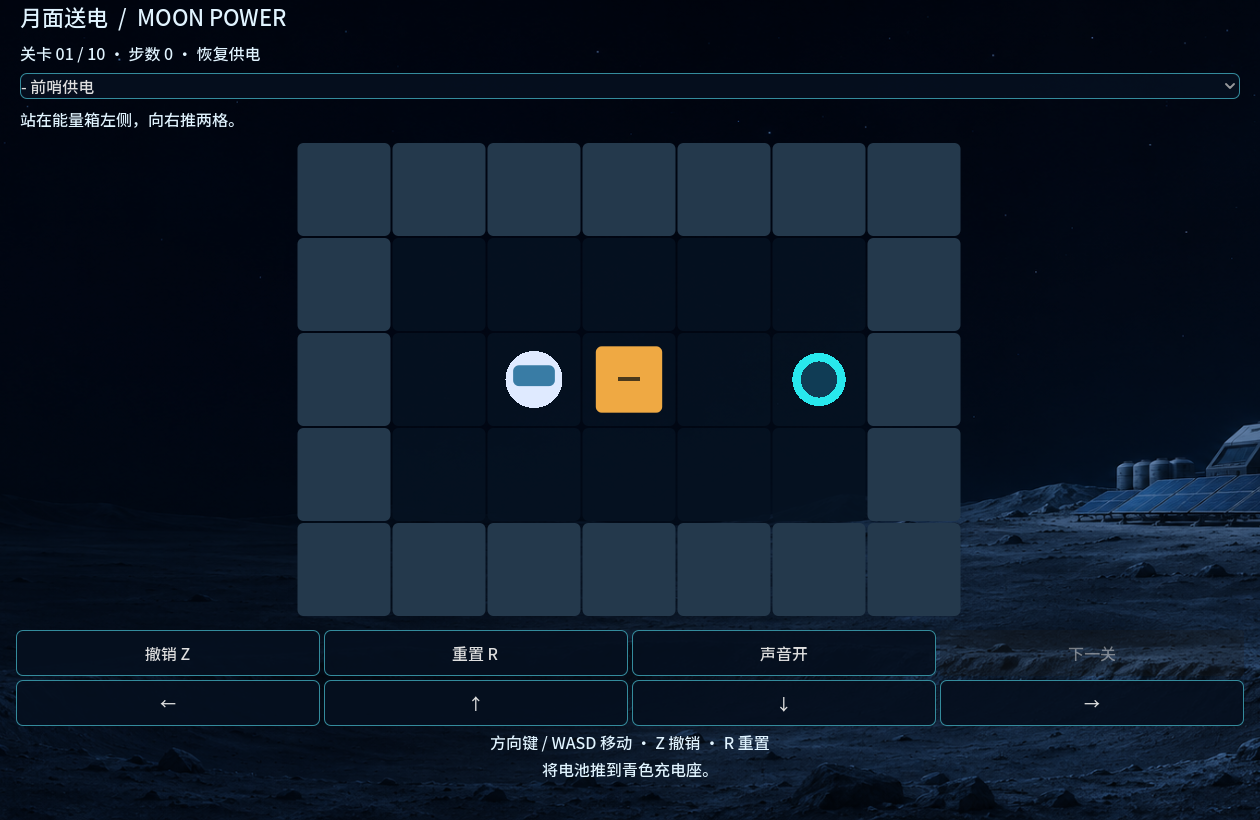 月面送电 / MOON POWER
关卡 01 / 10 • 步数 0 • 恢复供电
- 前哨供电
站在能量箱左侧，向右推两格。
撤销 Z
重置 R
声音开
下一关
←
↑
↓
→
方向键 / WASD 移动 • Z 撤销 • R 重置
将电池推到青色充电座。